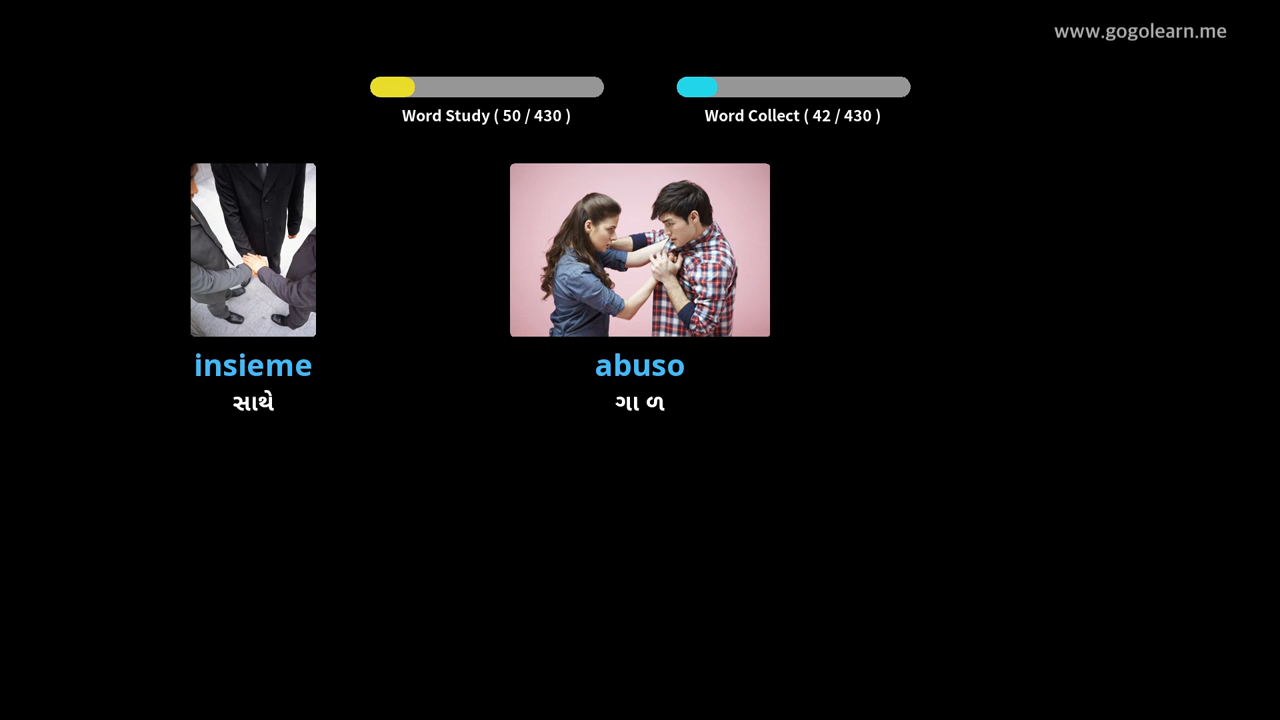 www.gogolearn.me
Word Study ( 50 / 430 )
Word Collect ( 42 / 430 )
insieme
abuso
સાથે
ગા ળ